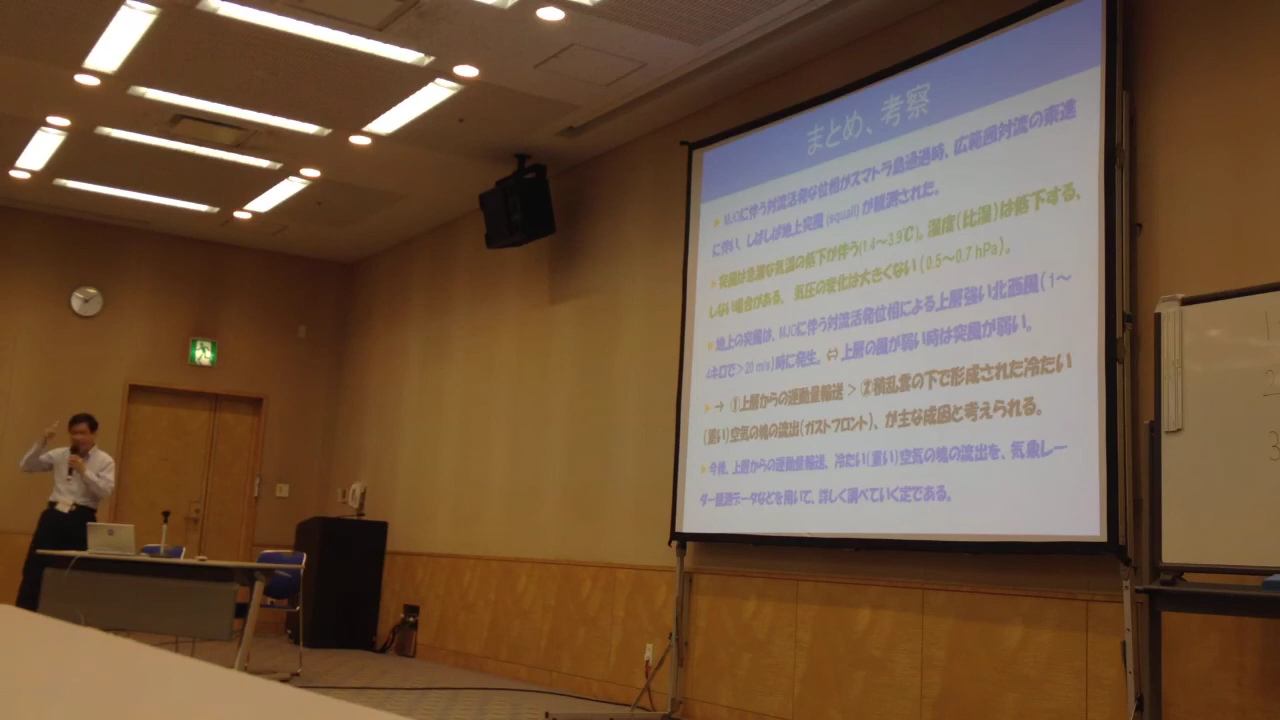 まとめ、考察
MJOに伴う対流活発な位相がスマトラ島通過時、広範囲対流の東進
に伴い、しばしば地上突風 (squall) が観測された。
突風は急激な気温の低下が伴う(1.4～3.9℃)。湿度(比湿)は低下する、
しない場合がある、気圧の変化は大きくない(0.5～0.7 hPa)。
地上の突風は、MJOに伴う対流活発位相による上層強い北西風(1～
4キロで>20 m/s)時に発生。⇔ 上層の風が弱い時は突風が弱い。
→ ①上層からの運動量輸送 > ②積乱雲の下で形成された冷たい
(重い)空気の塊の流出(ガストフロント)、が主な成因と考えられる。
今後、上層からの運動量輸送、冷たい(重い)空気の塊の流出を、気象レー
ダー観測データなどを用いて、詳しく調べていく定である。
1
2
3